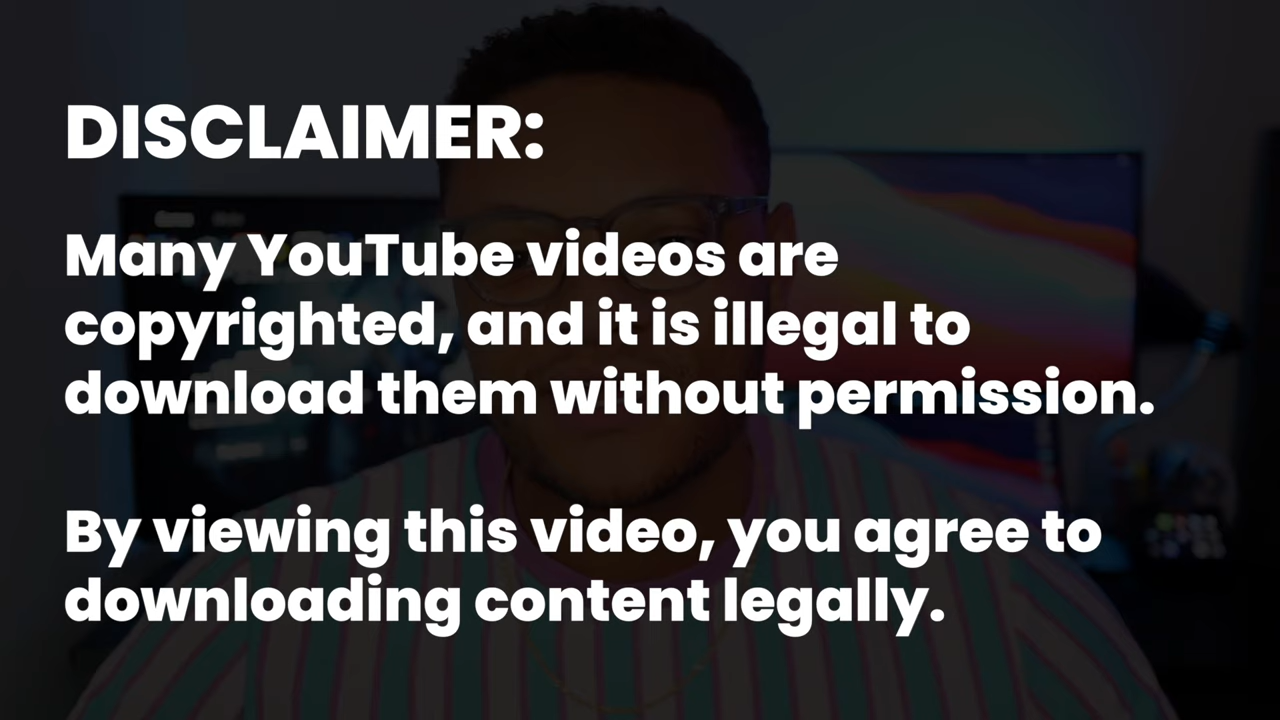 DISCLAIMER:
Many YouTube videos are
copyrighted, and it is illegal to
download them without permission.
By viewing this video, you agree to
downloading content legally.